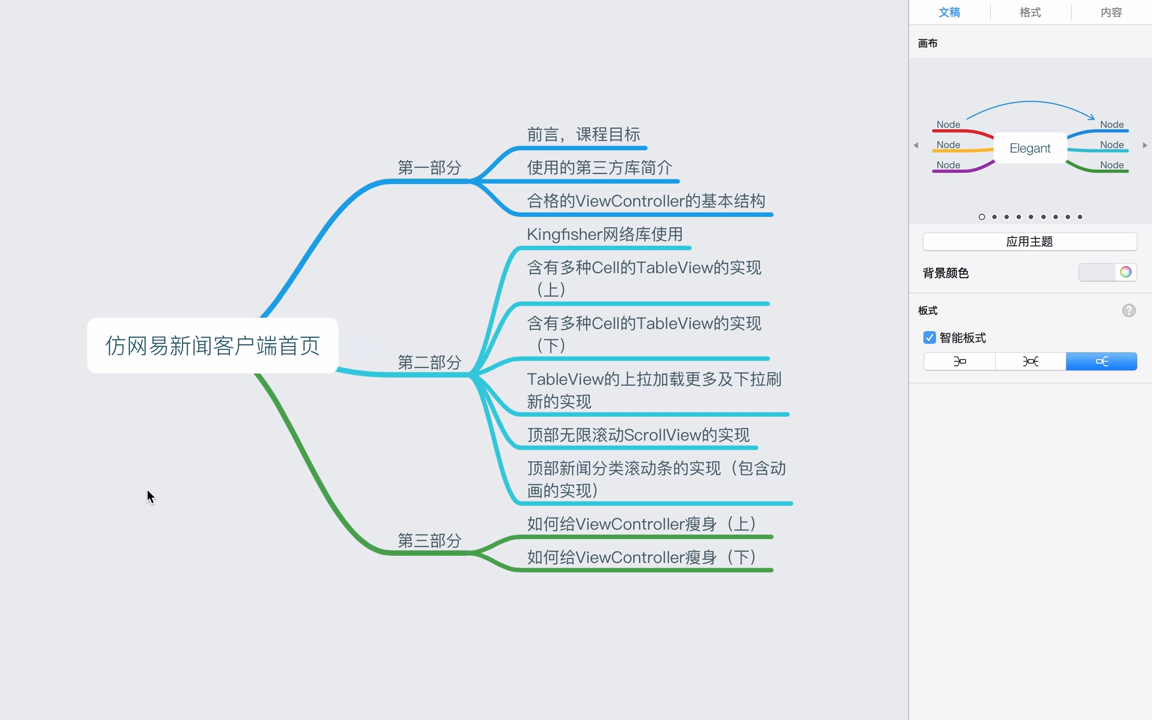 文稿
格式
内容
画布
Node
Node
Node
Elegant
Node
Node
Node
应用主题
背景颜色
板式
?
智能板式
仿网易新闻客户端首页
第一部分
前言，课程目标
使用的第三方库简介
合格的ViewController的基本结构
第二部分
Kingfisher网络库使用
含有多种Cell的TableView的实现
（上）
含有多种Cell的TableView的实现
（下）
TableView的上拉加载更多及下拉刷
新的实现
顶部无限滚动ScrollView的实现
顶部新闻分类滚动条的实现（包含动
画的实现）
第三部分
如何给ViewController瘦身（上）
如何给ViewController瘦身（下）